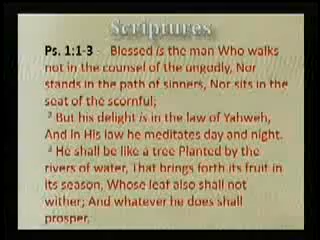 Scriptures
Ps. 1:1-3 - Blessed is the man Who walks
not in the counsel of the ungodly, Nor
stands in the path of sinners, Nor sits in the
seat of the scornful;
2 But his delight is in the law of Yahweh,
And in His law he meditates day and night.
3 He shall be like a tree Planted by the
rivers of water, That brings forth its fruit in
its season, Whose leaf also shall not
wither; And whatever he does shall
prosper.